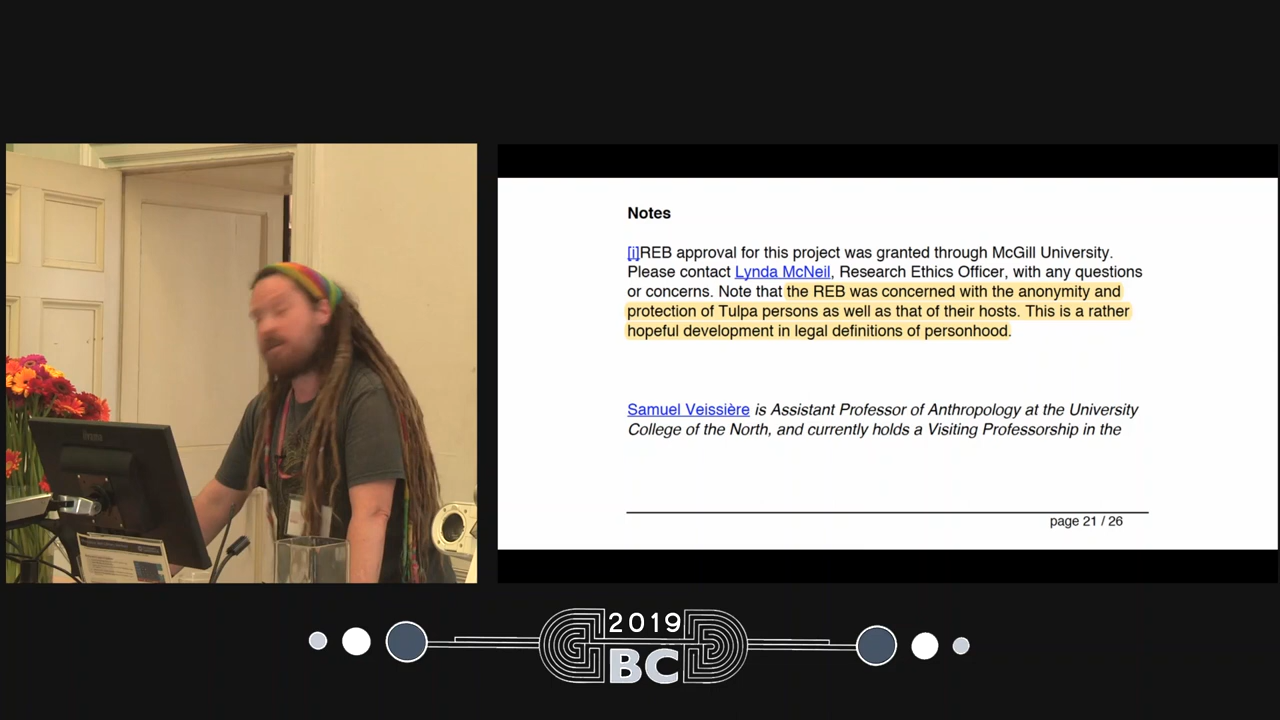 Notes
[i]REB approval for this project was granted through McGill University.
Please contact Lynda McNeil, Research Ethics Officer, with any questions
or concerns. Note that the REB was concerned with the anonymity and
protection of Tulpa persons as well as that of their hosts. This is a rather
hopeful development in legal definitions of personhood.
Samuel Veissière is Assistant Professor of Anthropology at the University
College of the North, and currently holds a Visiting Professorship in the
page 21 / 26
2019
BC